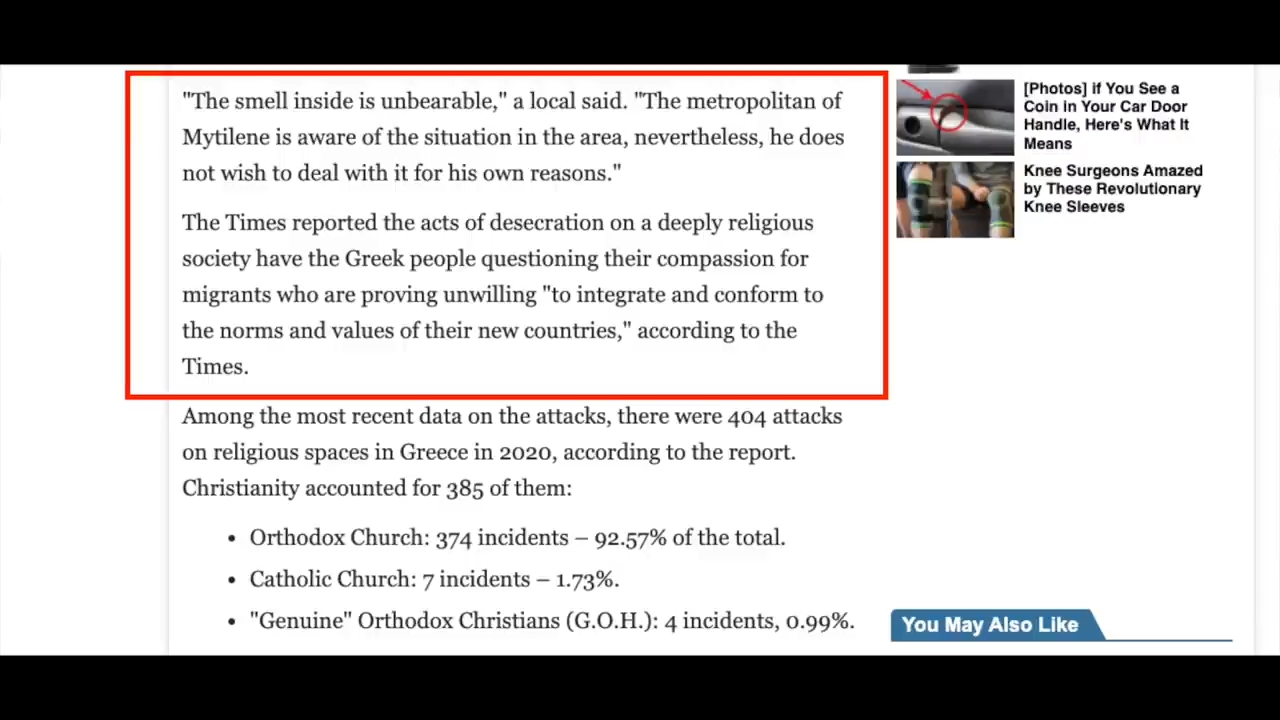 "The smell inside is unbearable," a local said. "The metropolitan of
Mytilene is aware of the situation in the area, nevertheless, he does
not wish to deal with it for his own reasons."
The Times reported the acts of desecration on a deeply religious
society have the Greek people questioning their compassion for
migrants who are proving unwilling "to integrate and conform to
the norms and values of their new countries," according to the
Times.
Among the most recent data on the attacks, there were 404 attacks
on religious spaces in Greece in 2020, according to the report.
Christianity accounted for 385 of them:
• Orthodox Church: 374 incidents – 92.57% of the total.
• Catholic Church: 7 incidents – 1.73%.
• "Genuine" Orthodox Christians (G.O.H.): 4 incidents, 0.99%.
[Photos] if You See a
Coin in Your Car Door
Handle, Here's What It
Means
Knee Surgeons Amazed
by These Revolutionary
Knee Sleeves
You May Also Like